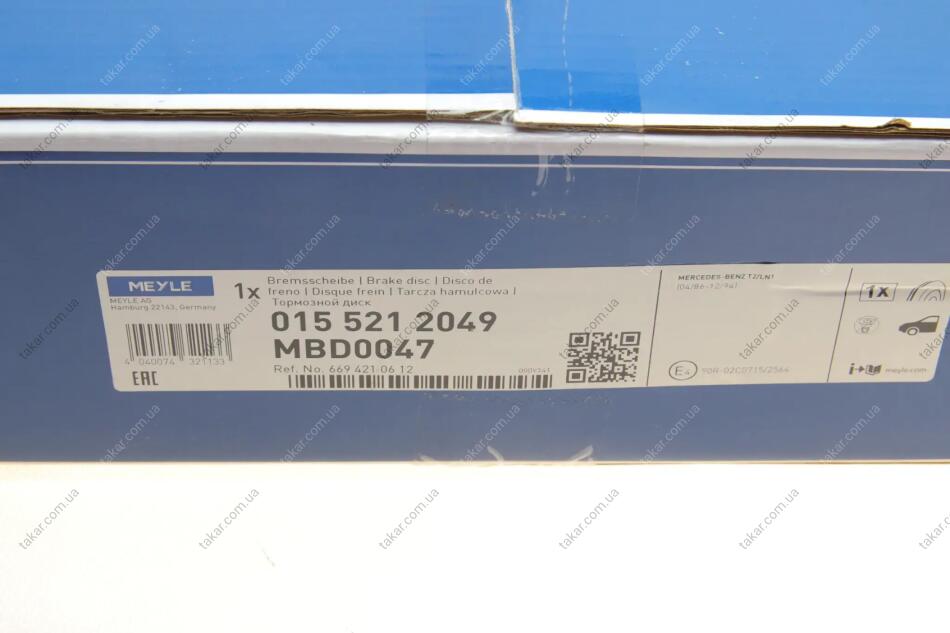 MEYLE
MEYLE AG
Hamburg 22143, Germany
4 040074 321133
EAC
1x
Bremsscheibe | Brake disc | Disco de
freno | Disque frein | Tarcza hamulcowa |
Тормозной диск
015 521 2049
MBD0047
Ref. No. 669 421 06 12
000V341
MERCEDES-BENZ T2/LN1
(04/86-12/94)
E4
90R-02C0715/2564
1X
i
meyle.com
takar.com.ua